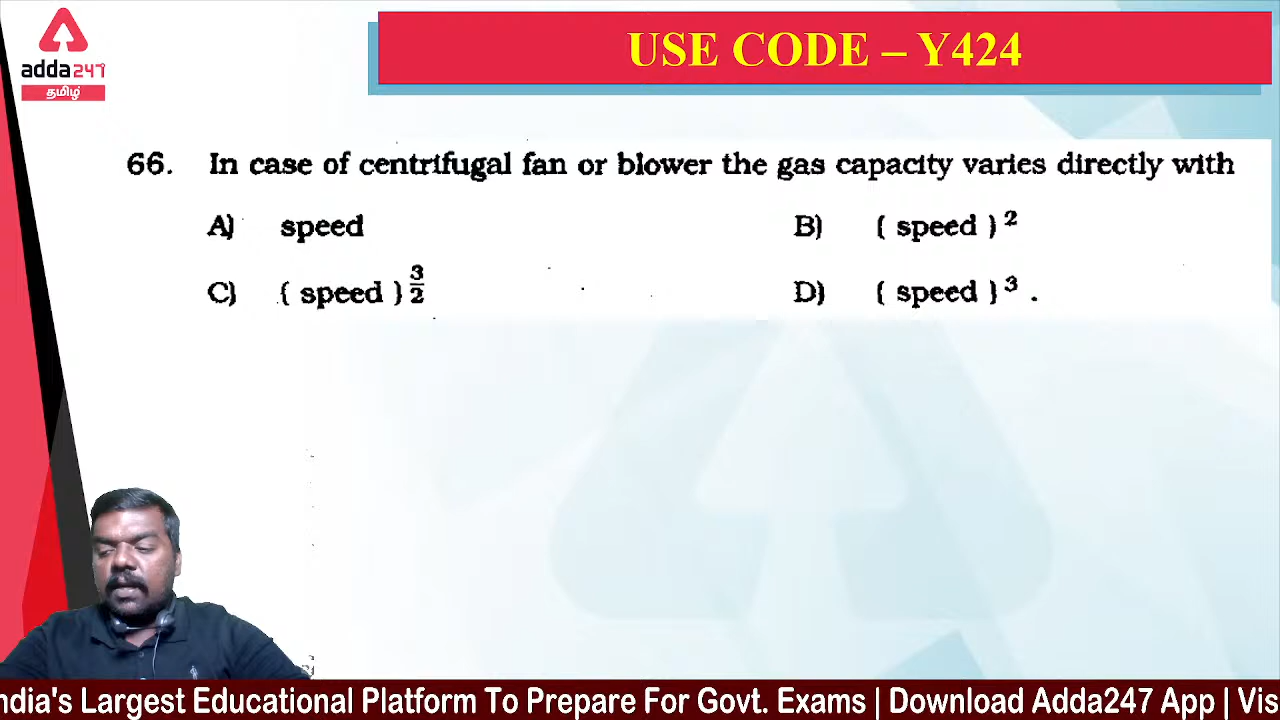 USE CODE – Y424
adda247
தமிழ்
66. In case of centrifugal fan or blower the gas capacity varies directly with
A) speed B) ( speed )²
C) ( speed )^{3/2} D) ( speed )³ .
ndia's Largest Educational Platform To Prepare For Govt. Exams | Download Adda247 App | Vis